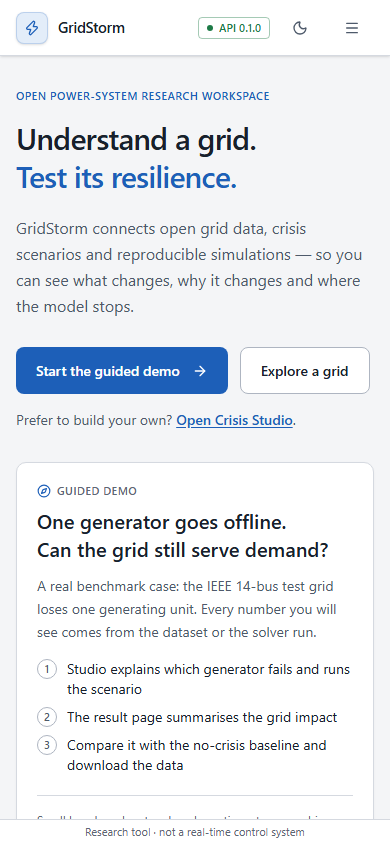 GridStorm
API 0.1.0
OPEN POWER-SYSTEM RESEARCH WORKSPACE
Understand a grid.
Test its resilience.
GridStorm connects open grid data, crisis
scenarios and reproducible simulations — so you
can see what changes, why it changes and where
the model stops.
Start the guided demo
Explore a grid
Prefer to build your own? Open Crisis Studio.
GUIDED DEMO
One generator goes offline.
Can the grid still serve demand?
A real benchmark case: the IEEE 14-bus test grid
loses one generating unit. Every number you will
see comes from the dataset or the solver run.
1 Studio explains which generator fails and runs
the scenario
2 The result page summarises the grid impact
3 Compare it with the no-crisis baseline and
download the data
Research tool · not a real-time control system